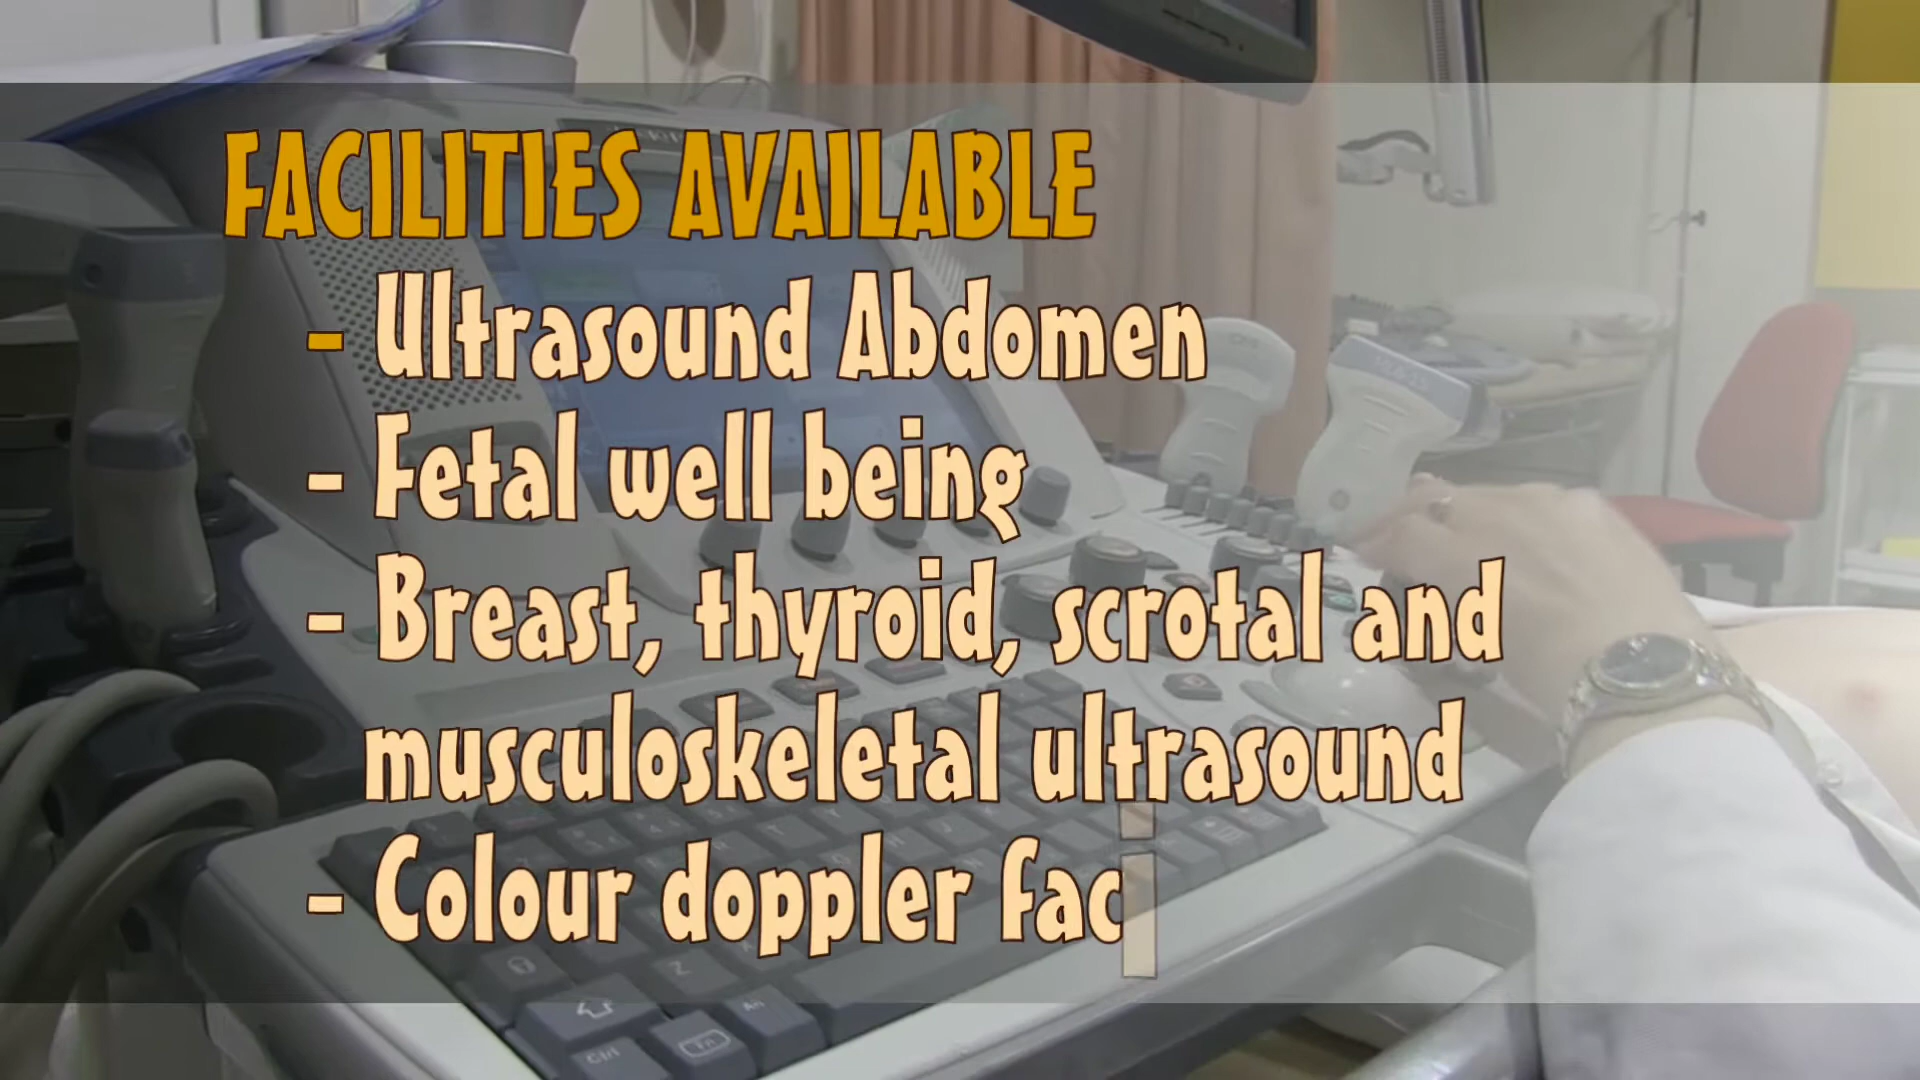 FACILITIES AVAILABLE
- Ultrasound Abdomen
- Fetal well being
- Breast, thyroid, scrotal and
musculoskeletal ultrasound
- Colour doppler fac